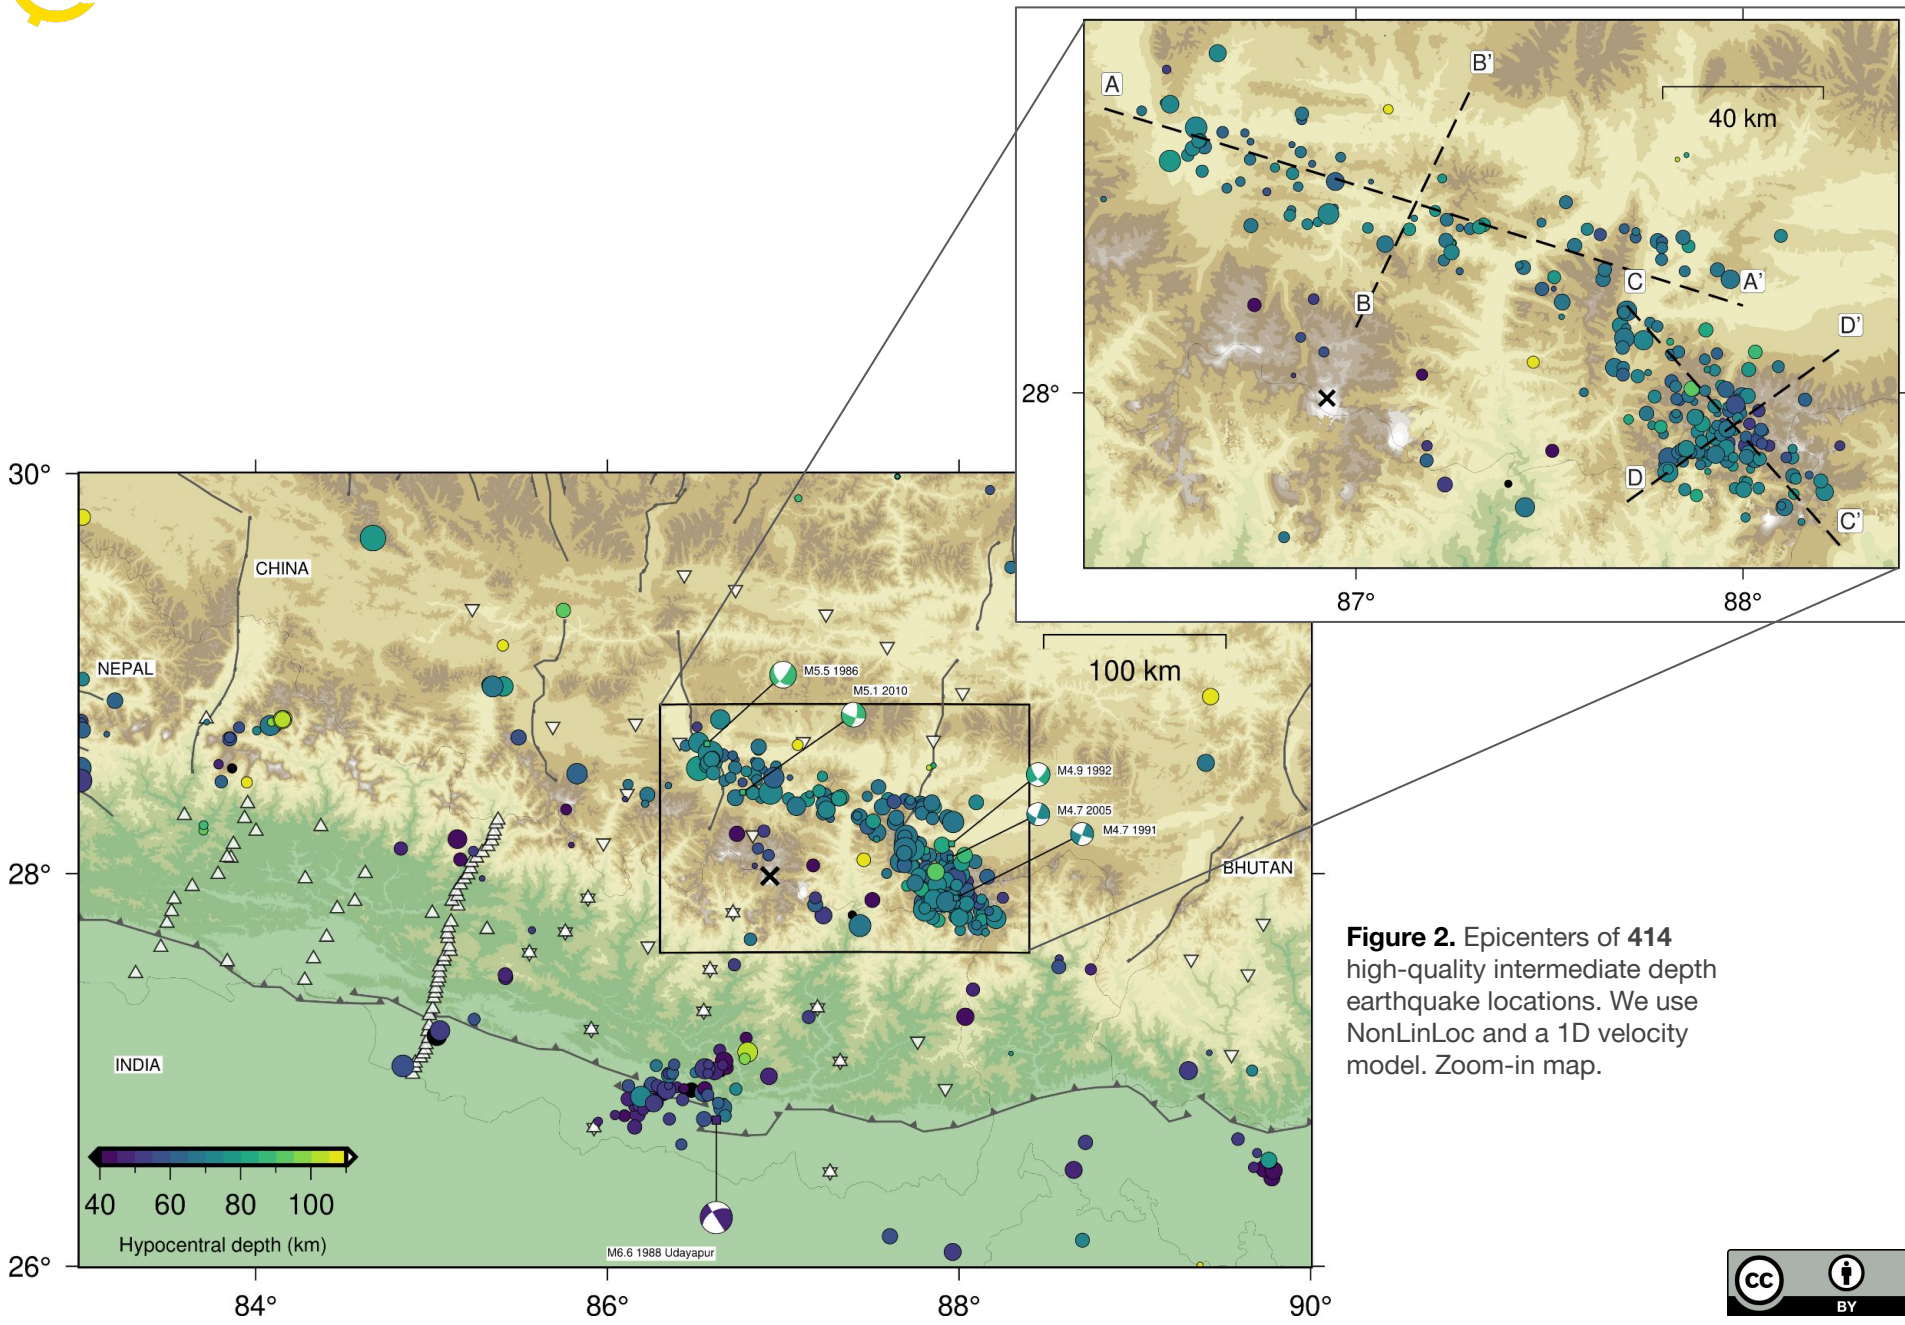 A
B'
40 km
B
C
A'
D'
D
C'
28°
87°
88°
30°
28°
26°
84°
86°
88°
90°
CHINA
NEPAL
INDIA
BHUTAN
100 km
M5.5 1986
M5.1 2010
M4.9 1992
M4.7 2005
M4.7 1991
M6.6 1988 Udayapur
40 60 80 100
Hypocentral depth (km)
Figure 2. Epicenters of 414
high-quality intermediate depth
earthquake locations. We use
NonLinLoc and a 1D velocity
model. Zoom-in map.
CC
BY